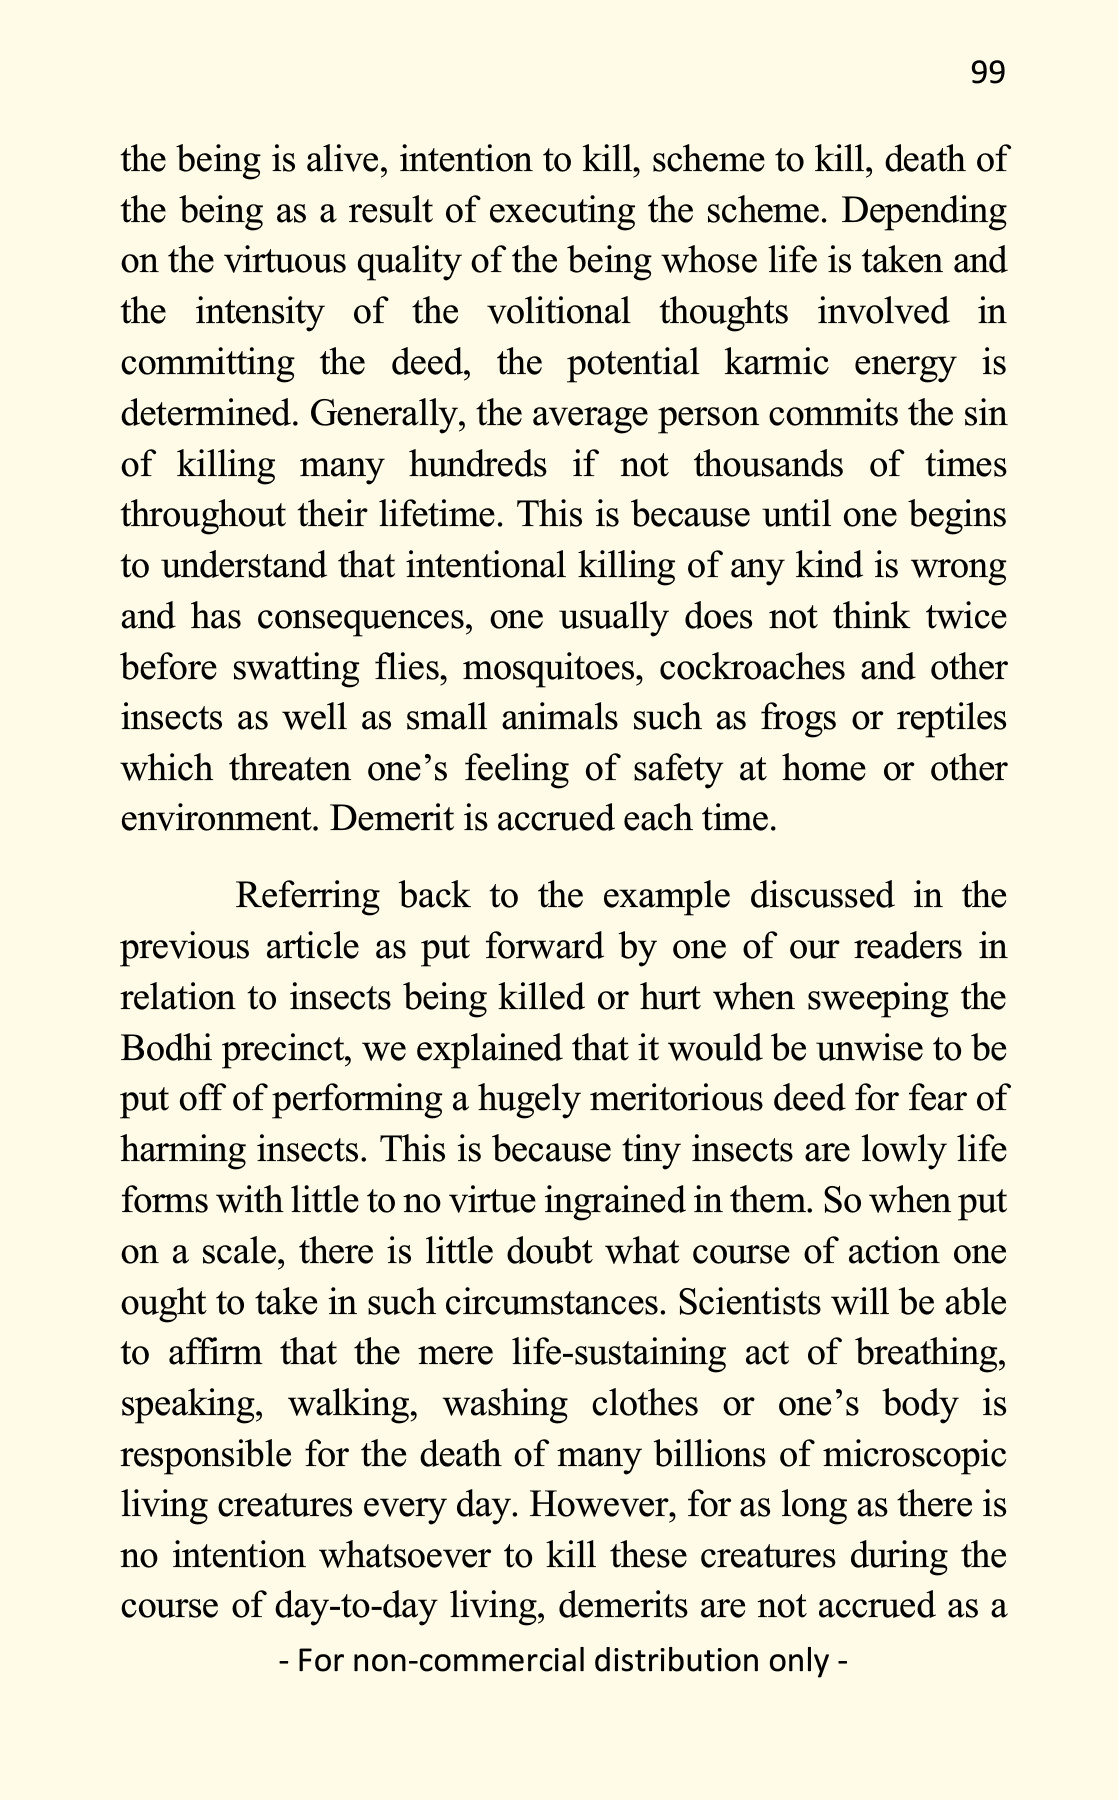 99
the being is alive, intention to kill, scheme to kill, death of
the being as a result of executing the scheme. Depending
on the virtuous quality of the being whose life is taken and
the intensity of the volitional thoughts involved in
committing the deed, the potential karmic energy is
determined. Generally, the average person commits the sin
of killing many hundreds if not thousands of times
throughout their lifetime. This is because until one begins
to understand that intentional killing of any kind is wrong
and has consequences, one usually does not think twice
before swatting flies, mosquitoes, cockroaches and other
insects as well as small animals such as frogs or reptiles
which threaten one’s feeling of safety at home or other
environment. Demerit is accrued each time.
Referring back to the example discussed in the
previous article as put forward by one of our readers in
relation to insects being killed or hurt when sweeping the
Bodhi precinct, we explained that it would be unwise to be
put off of performing a hugely meritorious deed for fear of
harming insects. This is because tiny insects are lowly life
forms with little to no virtue ingrained in them. So when put
on a scale, there is little doubt what course of action one
ought to take in such circumstances. Scientists will be able
to affirm that the mere life-sustaining act of breathing,
speaking, walking, washing clothes or one’s body is
responsible for the death of many billions of microscopic
living creatures every day. However, for as long as there is
no intention whatsoever to kill these creatures during the
course of day-to-day living, demerits are not accrued as a
- For non-commercial distribution only -